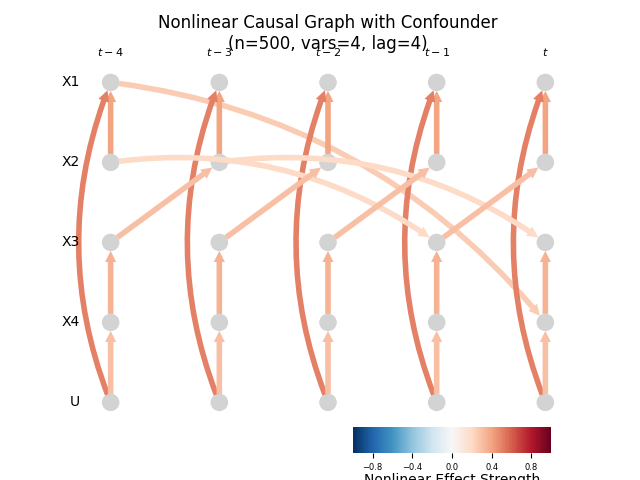 Nonlinear Causal Graph with Confounder
(n=500, vars=4, lag=4)
t − 4 t − 3 t − 2 t − 1 t
X1
X2
X3
X4
U
−0.8 −0.4 0.0 0.4 0.8
Nonlinear Effect Strength